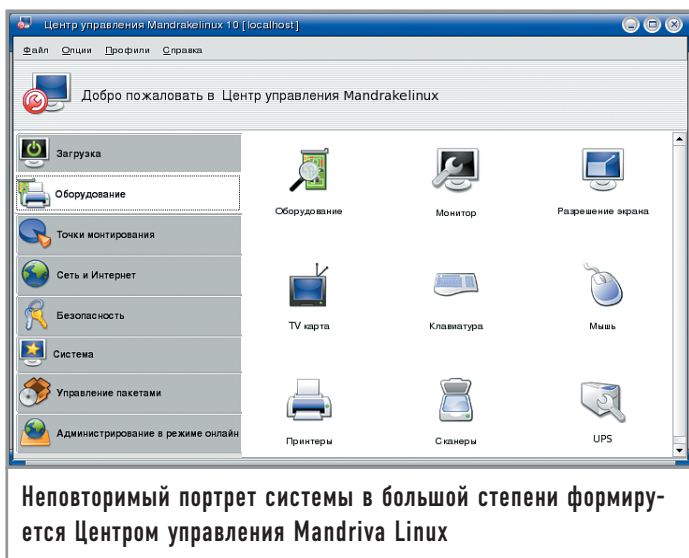 Центр управления Mandrakelinux 10 [localhost]
Файл Опции Профили Справка
Добро пожаловать в Центр управления Mandrakelinux
Загрузка
Оборудование
Точки монтирования
Сеть и Интернет
Безопасность
Система
Управление пакетами
Администрирование в режиме онлайн
Оборудование Монитор Разрешение экрана
TV карта Клавиатура Мышь
Принтеры Сканеры UPS
Неповторимый портрет системы в большой степени формиру-
ется Центром управления Mandriva Linux